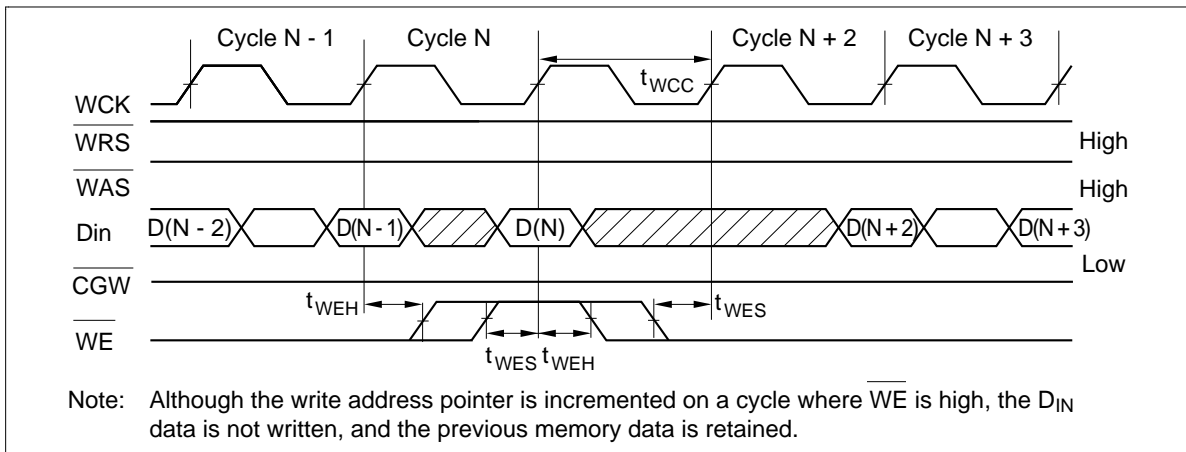 Cycle N - 1 Cycle N Cycle N + 2 Cycle N + 3
tWCC
WCK
WRS High
WAS High
Din D(N - 2) D(N - 1) D(N) D(N + 2) D(N + 3)
Low
CGW
tWEH tWES
WE
tWES tWEH
Note: Although the write address pointer is incremented on a cycle where WE is high, the DIN
data is not written, and the previous memory data is retained.